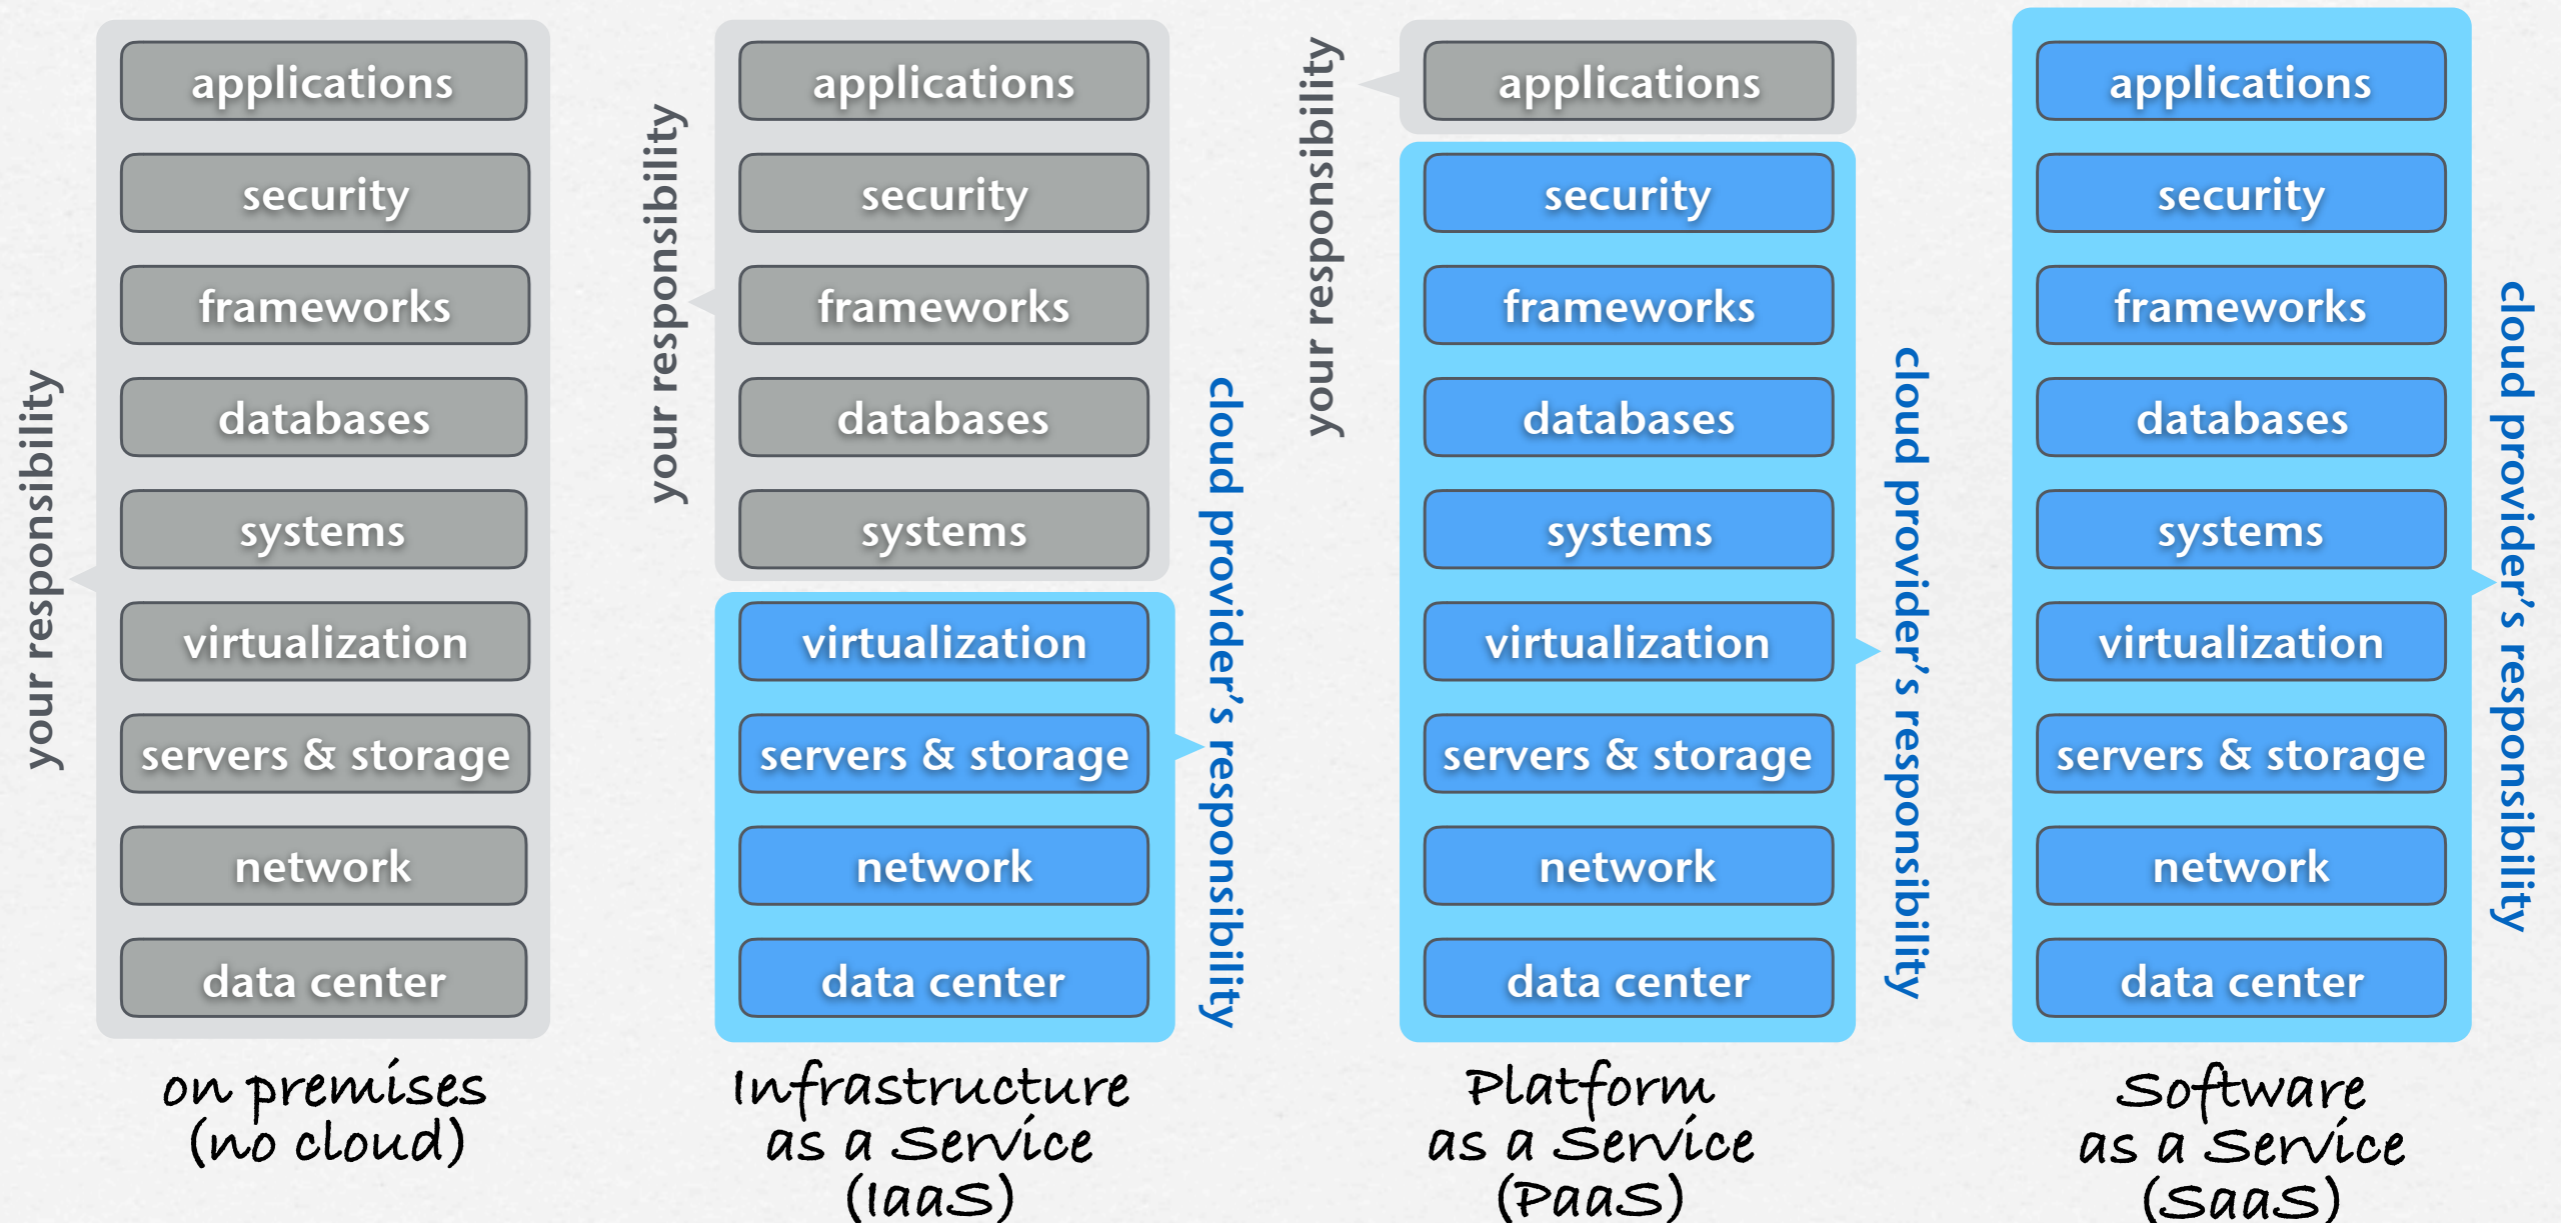 your responsibility
applications
security
frameworks
databases
systems
virtualization
servers & storage
network
data center
on premises
(no cloud)
your responsibility
applications
security
frameworks
databases
systems
virtualization
servers & storage
network
data center
cloud provider's responsibility
Infrastructure
as a Service
(IaaS)
your responsibility
applications
security
frameworks
databases
systems
virtualization
servers & storage
network
data center
cloud provider's responsibility
Platform
as a Service
(PaaS)
applications
security
frameworks
databases
systems
virtualization
servers & storage
network
data center
cloud provider's responsibility
Software
as a Service
(SaaS)